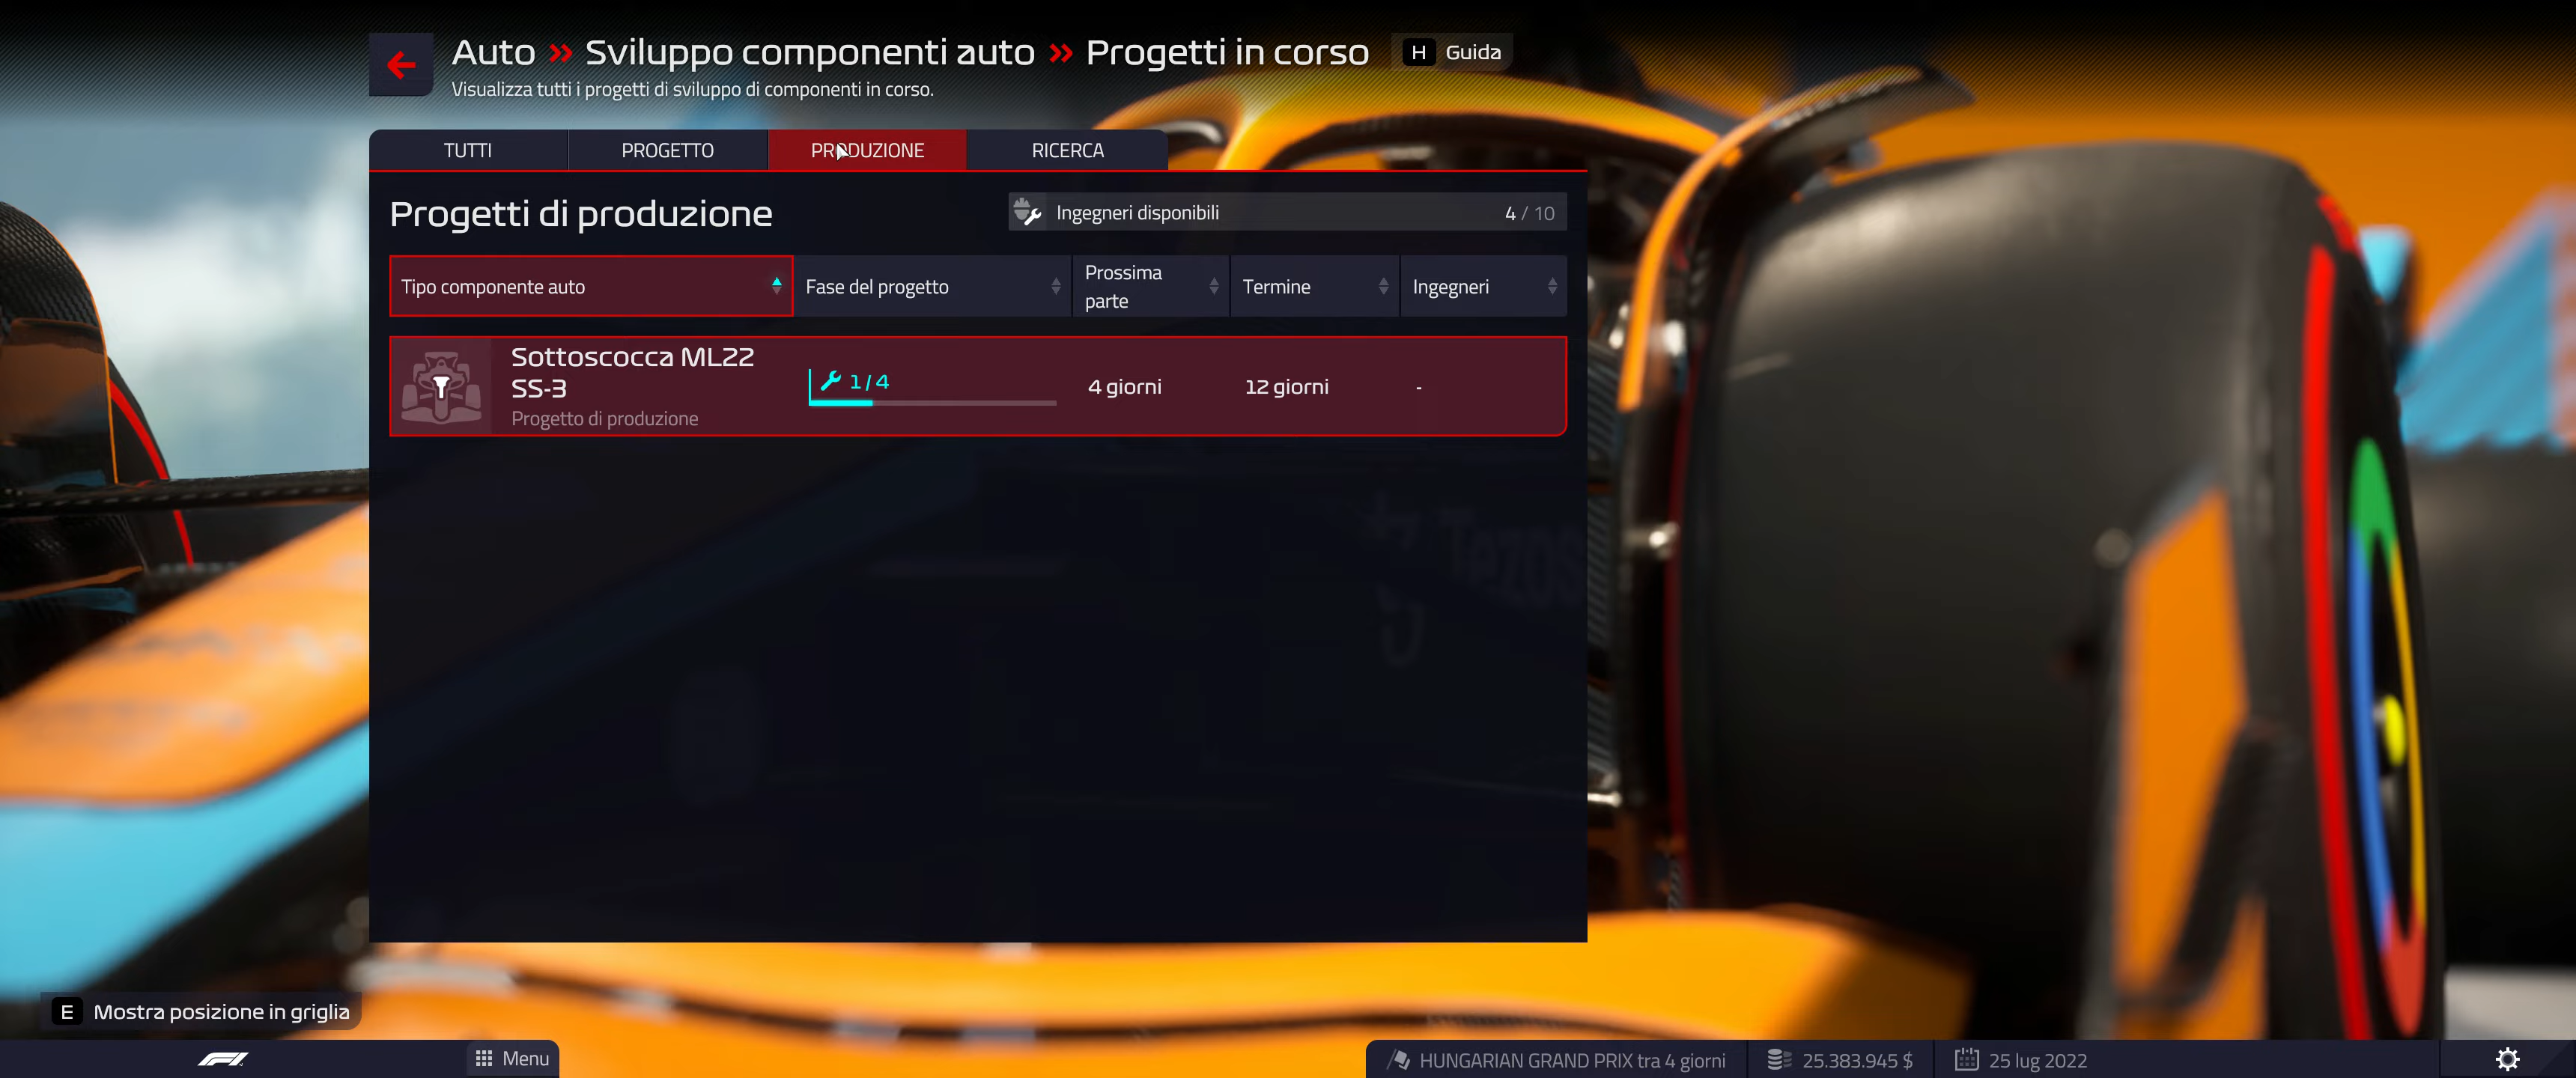 Auto » Sviluppo componenti auto » Progetti in corso
H Guida
Visualizza tutti i progetti di sviluppo di componenti in corso.
TUTTI
PROGETTO
PRODUZIONE
RICERCA
Progetti di produzione
Ingegneri disponibili
4 / 10
Tipo componente auto
Fase del progetto
Prossima
parte
Termine
Ingegneri
Sottoscocca ML22
SS-3
Progetto di produzione
1/4
4 giorni
12 giorni
-
Tezos
E Mostra posizione in griglia
Menu
HUNGARIAN GRAND PRIX tra 4 giorni
25.383.945 $
25 lug 2022